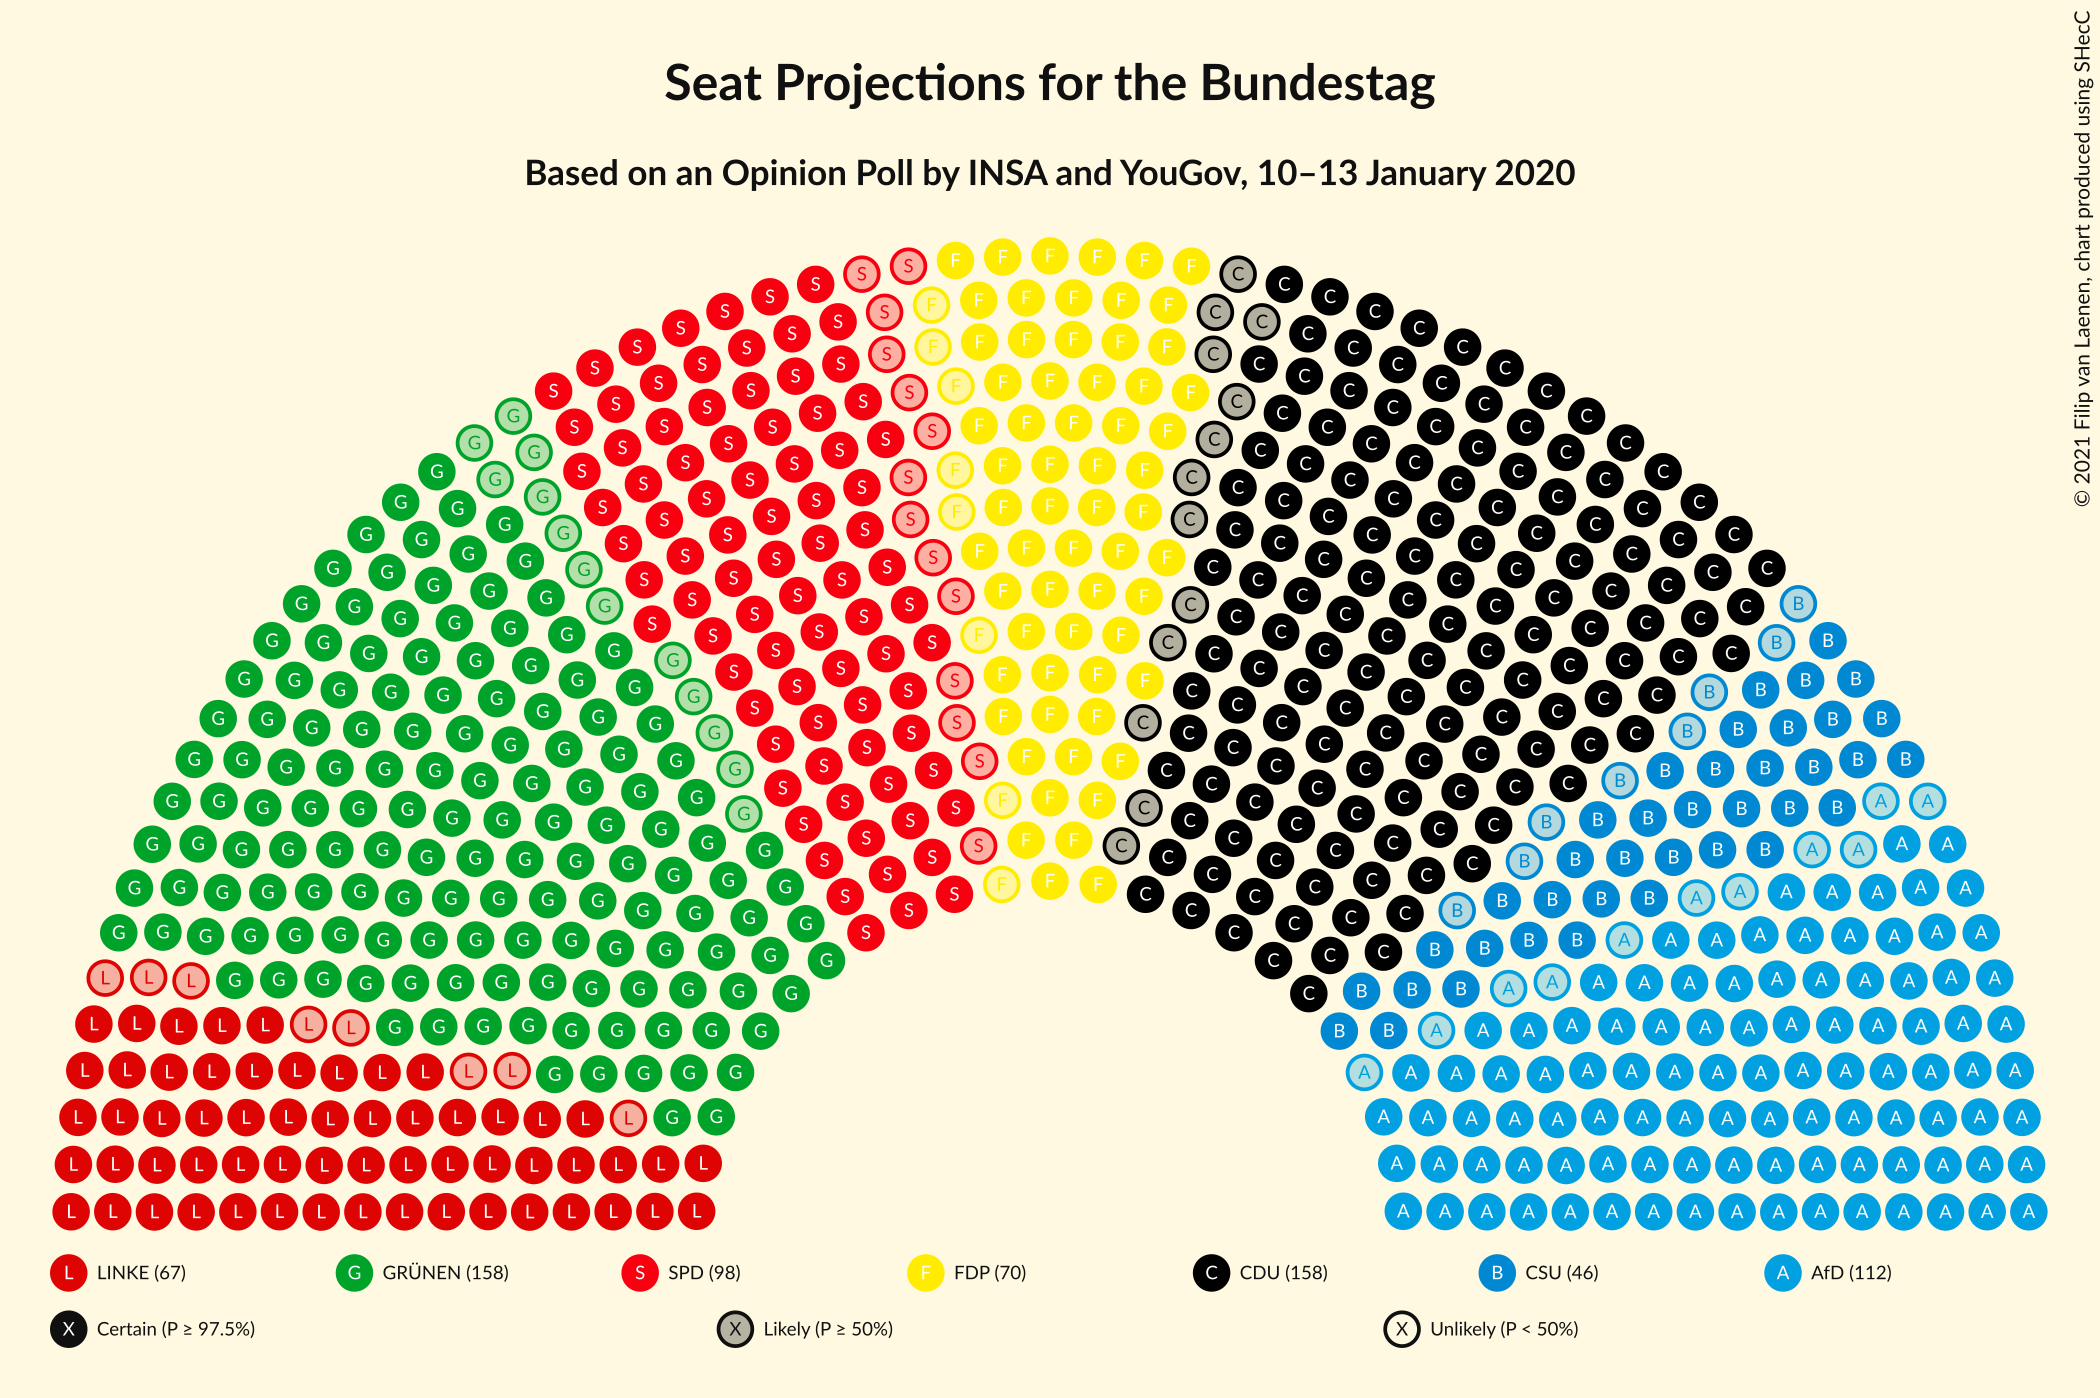 Seat Projections for the Bundestag
Based on an Opinion Poll by INSA and YouGov, 10–13 January 2020
© 2021 Filip van Laenen, chart produced using SHecC
L LINKE (67) G GRÜNEN (158) S SPD (98) F FDP (70) C CDU (158) B CSU (46) A AfD (112)
X Certain (P ≥ 97.5%) X Likely (P ≥ 50%) X Unlikely (P < 50%)